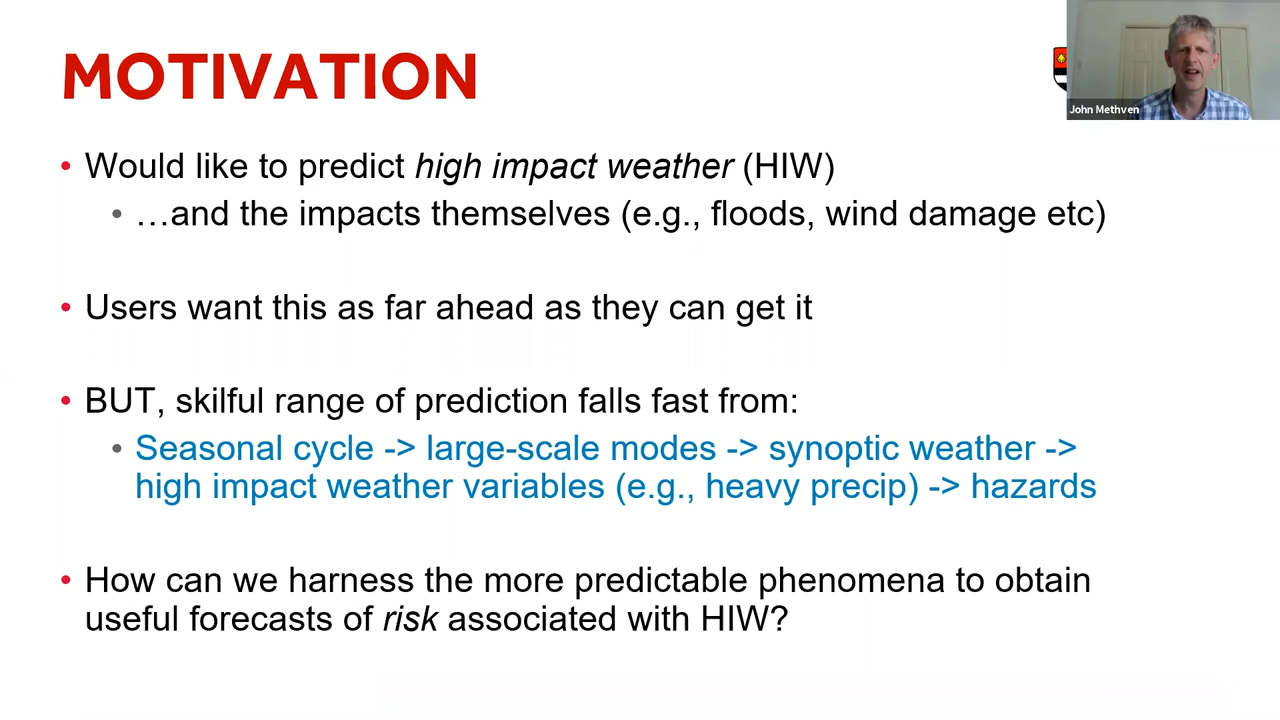 MOTIVATION
John Methven
• Would like to predict high impact weather (HIW)
• …and the impacts themselves (e.g., floods, wind damage etc)
• Users want this as far ahead as they can get it
• BUT, skilful range of prediction falls fast from:
• Seasonal cycle -> large-scale modes -> synoptic weather ->
high impact weather variables (e.g., heavy precip) -> hazards
• How can we harness the more predictable phenomena to obtain
useful forecasts of risk associated with HIW?